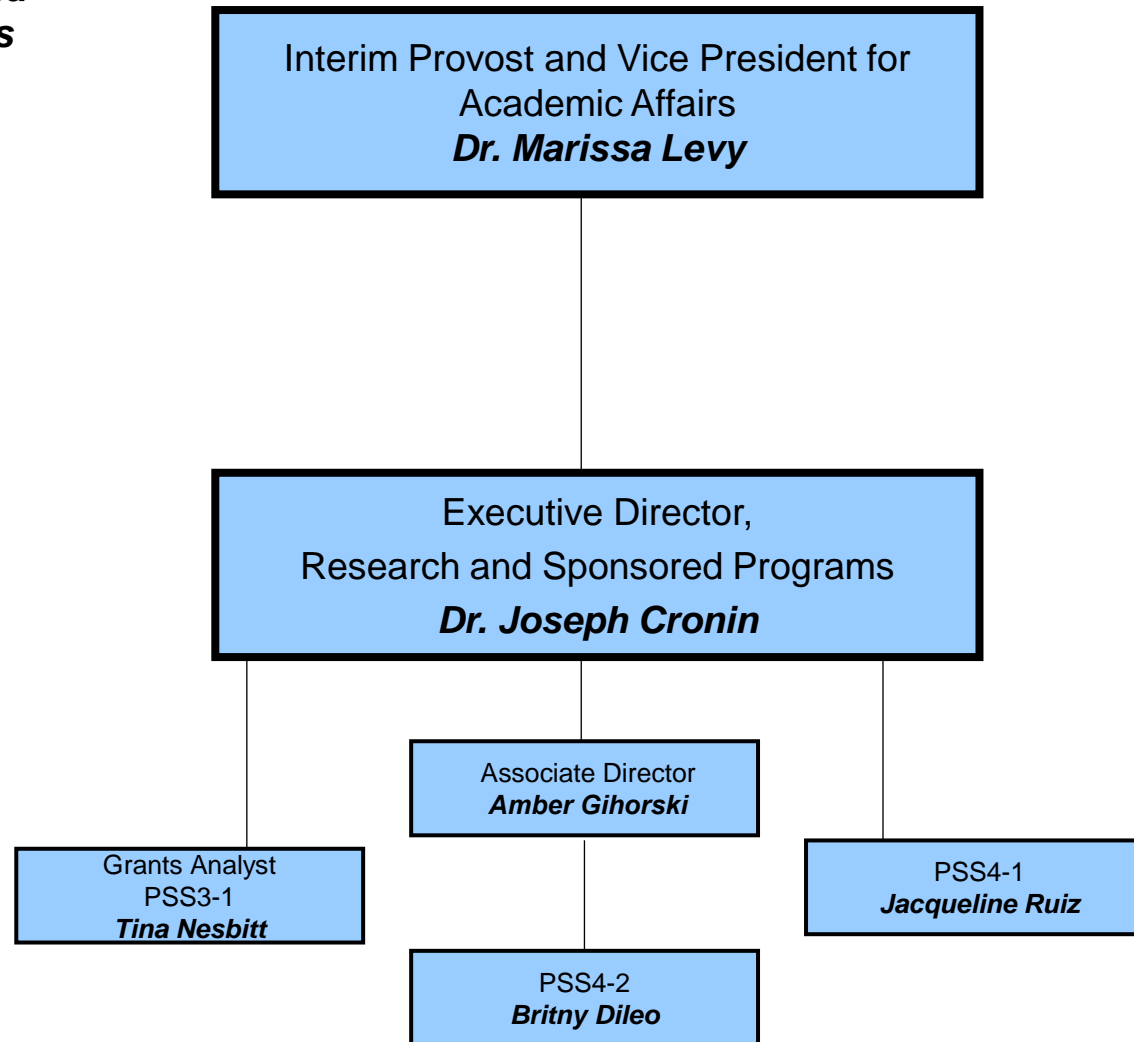 s
Interim Provost and Vice President for
Academic Affairs
Dr. Marissa Levy
Executive Director,
Research and Sponsored Programs
Dr. Joseph Cronin
Associate Director
Amber Gihorski
Grants Analyst
PSS3-1
Tina Nesbitt
PSS4-1
Jacqueline Ruiz
PSS4-2
Britny Dileo